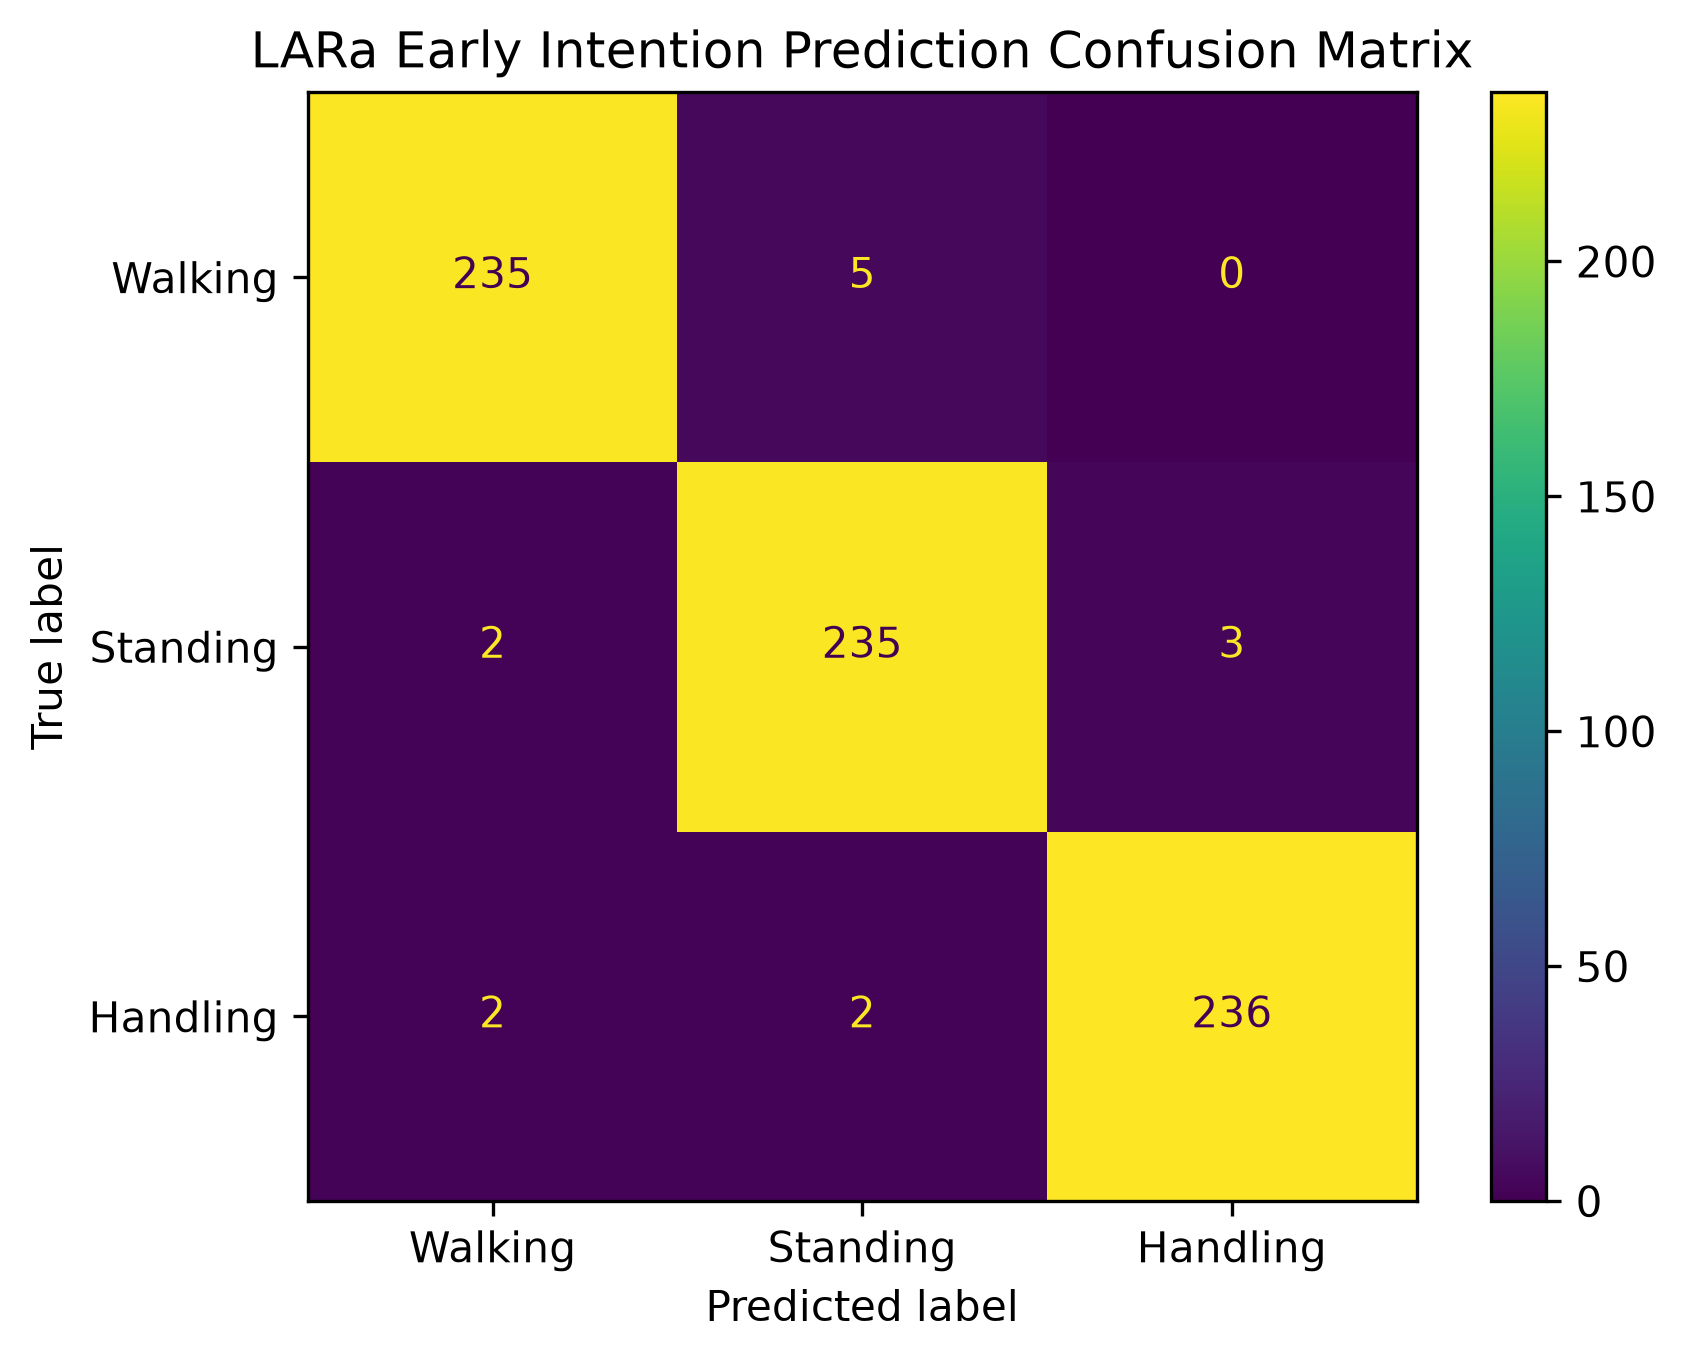 LARa Early Intention Prediction Confusion Matrix
True label
Walking 235 5 0
Standing 2 235 3
Handling 2 2 236
Walking Standing Handling
Predicted label
200
150
100
50
0